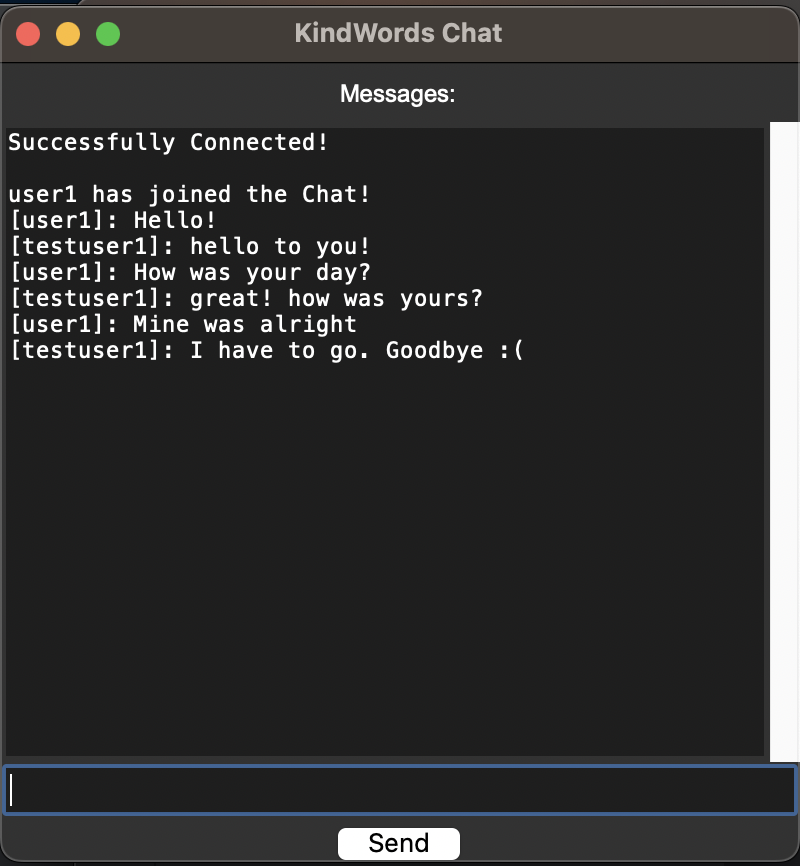 KindWords Chat
Messages:
Successfully Connected!
user1 has joined the Chat!
[user1]: Hello!
[testuser1]: hello to you!
[user1]: How was your day?
[testuser1]: great! how was yours?
[user1]: Mine was alright
[testuser1]: I have to go. Goodbye :(
Send